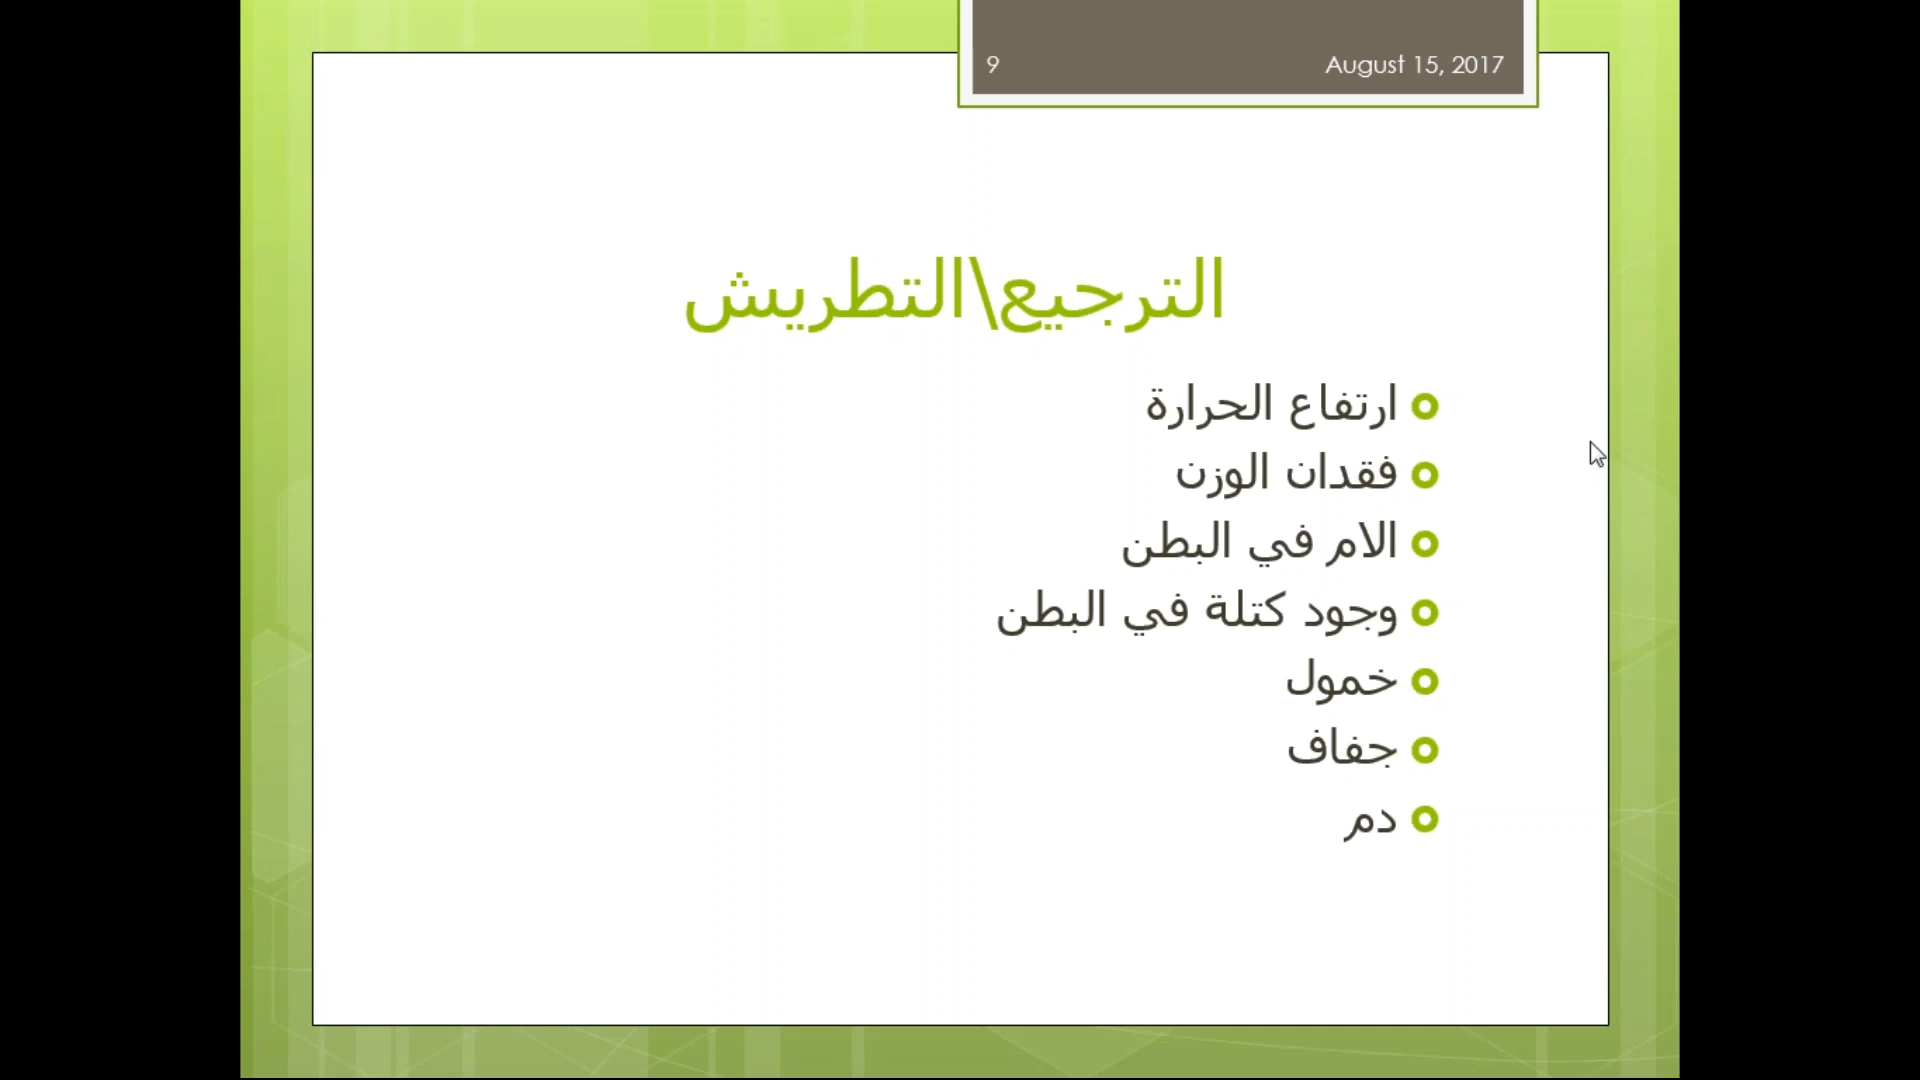 9
August 15, 2017
الترجيع\التطريش
ارتفاع الحرارة
فقدان الوزن
الام في البطن
وجود كتلة في البطن
خمول
جفاف
دم